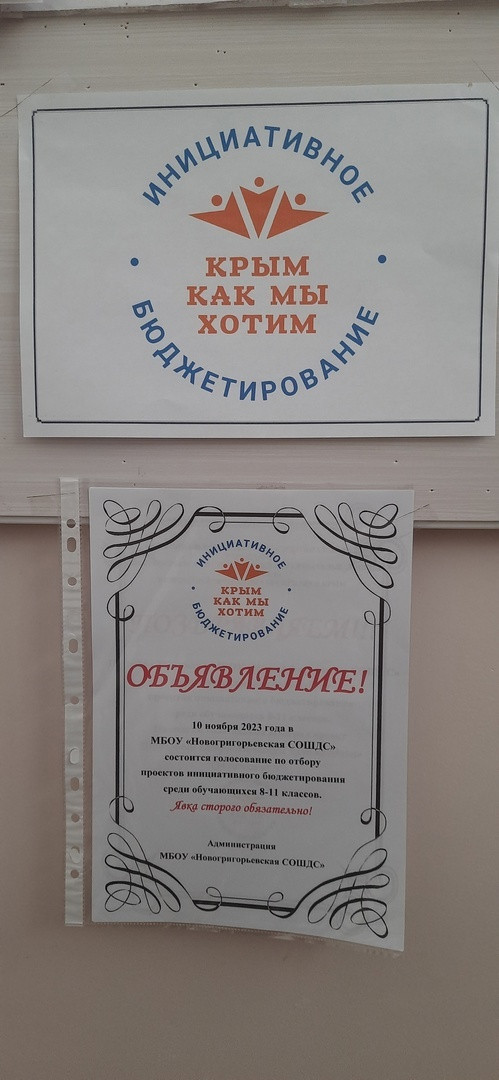 ИНИЦИАТИВНОЕ
КРЫМ
КАК МЫ
ХОТИМ
БЮДЖЕТИРОВАНИЕ
ИНИЦИАТИВНОЕ
КРЫМ
КАК МЫ
ХОТИМ
БЮДЖЕТИРОВАНИЕ
ОБЪЯВЛЕНИЕ!
10 ноября 2023 года в
МБОУ «Новогригорьевская СОШДС»
состоится голосование по отбору
проектов инициативного бюджетирования
среди обучающихся 8-11 классов.
Явка сторого обязательно!
Администрация
МБОУ «Новогригорьевская СОШДС»